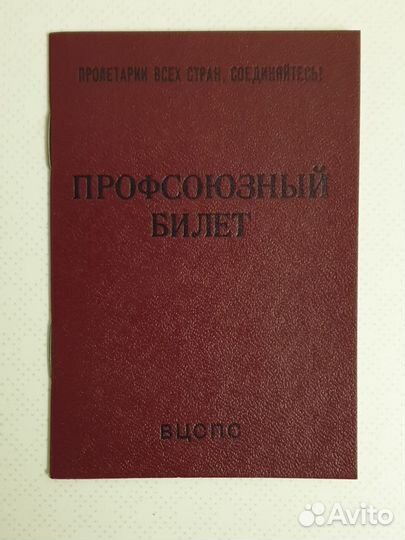 ПРОЛЕТАРИИ ВСЕХ СТРАН, СОЕДИНЯЙТЕСЬ!
ПРОФСОЮЗНЫЙ
БИЛЕТ
ВЦСПС
Avito